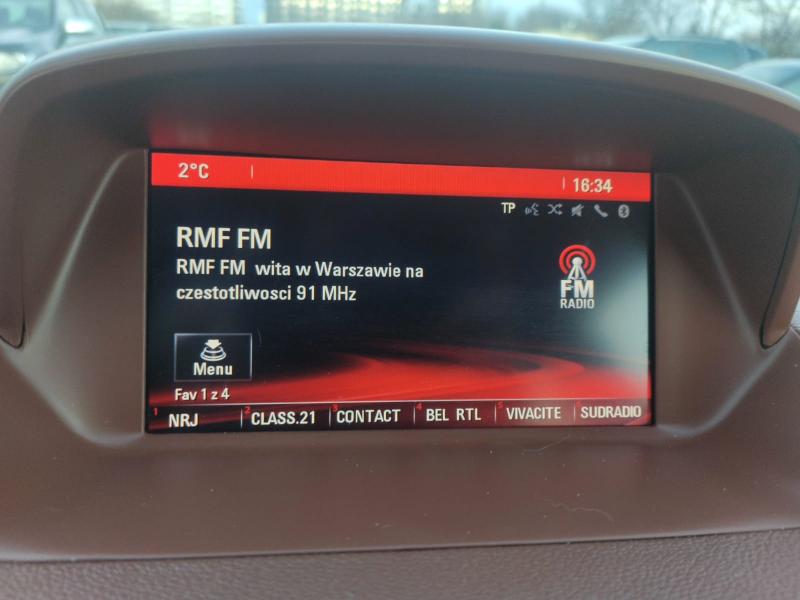 2°C
16:34
TP
RMF FM
RMF FM wita w Warszawie na
czestotliwosci 91 MHz
FM
RADIO
Menu
Fav 1 z 4
1 NRJ 2 CLASS.21 3 CONTACT 4 BEL RTL 5 VIVACITE 6 SUDRADIO